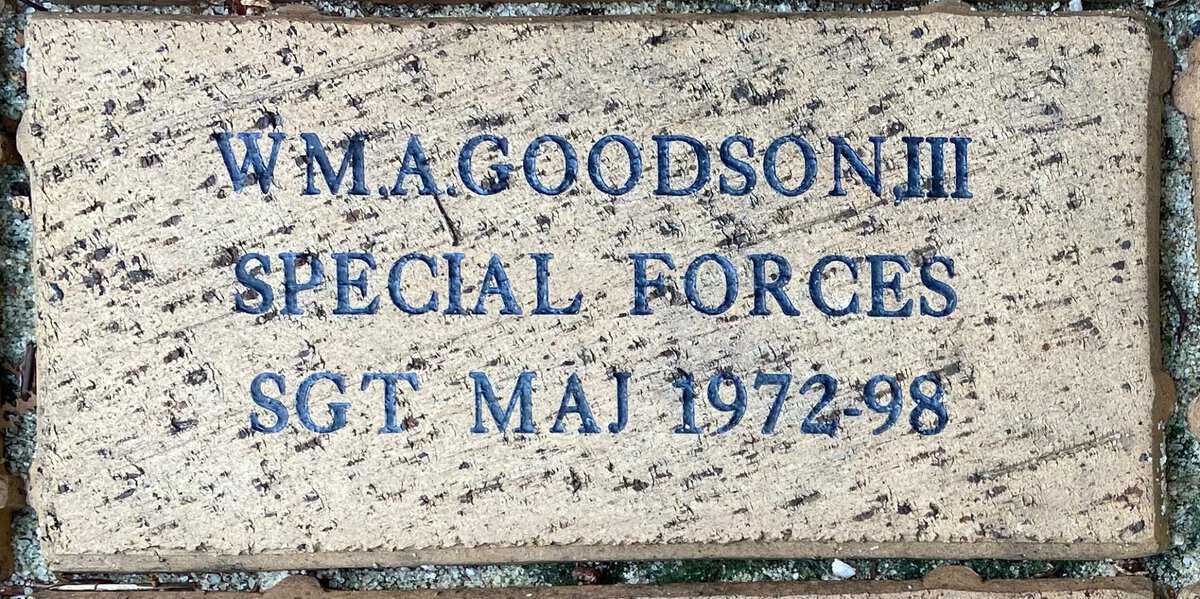 WM.A.GOODSON,III
SPECIAL FORCES
SGT MAJ 1972-98